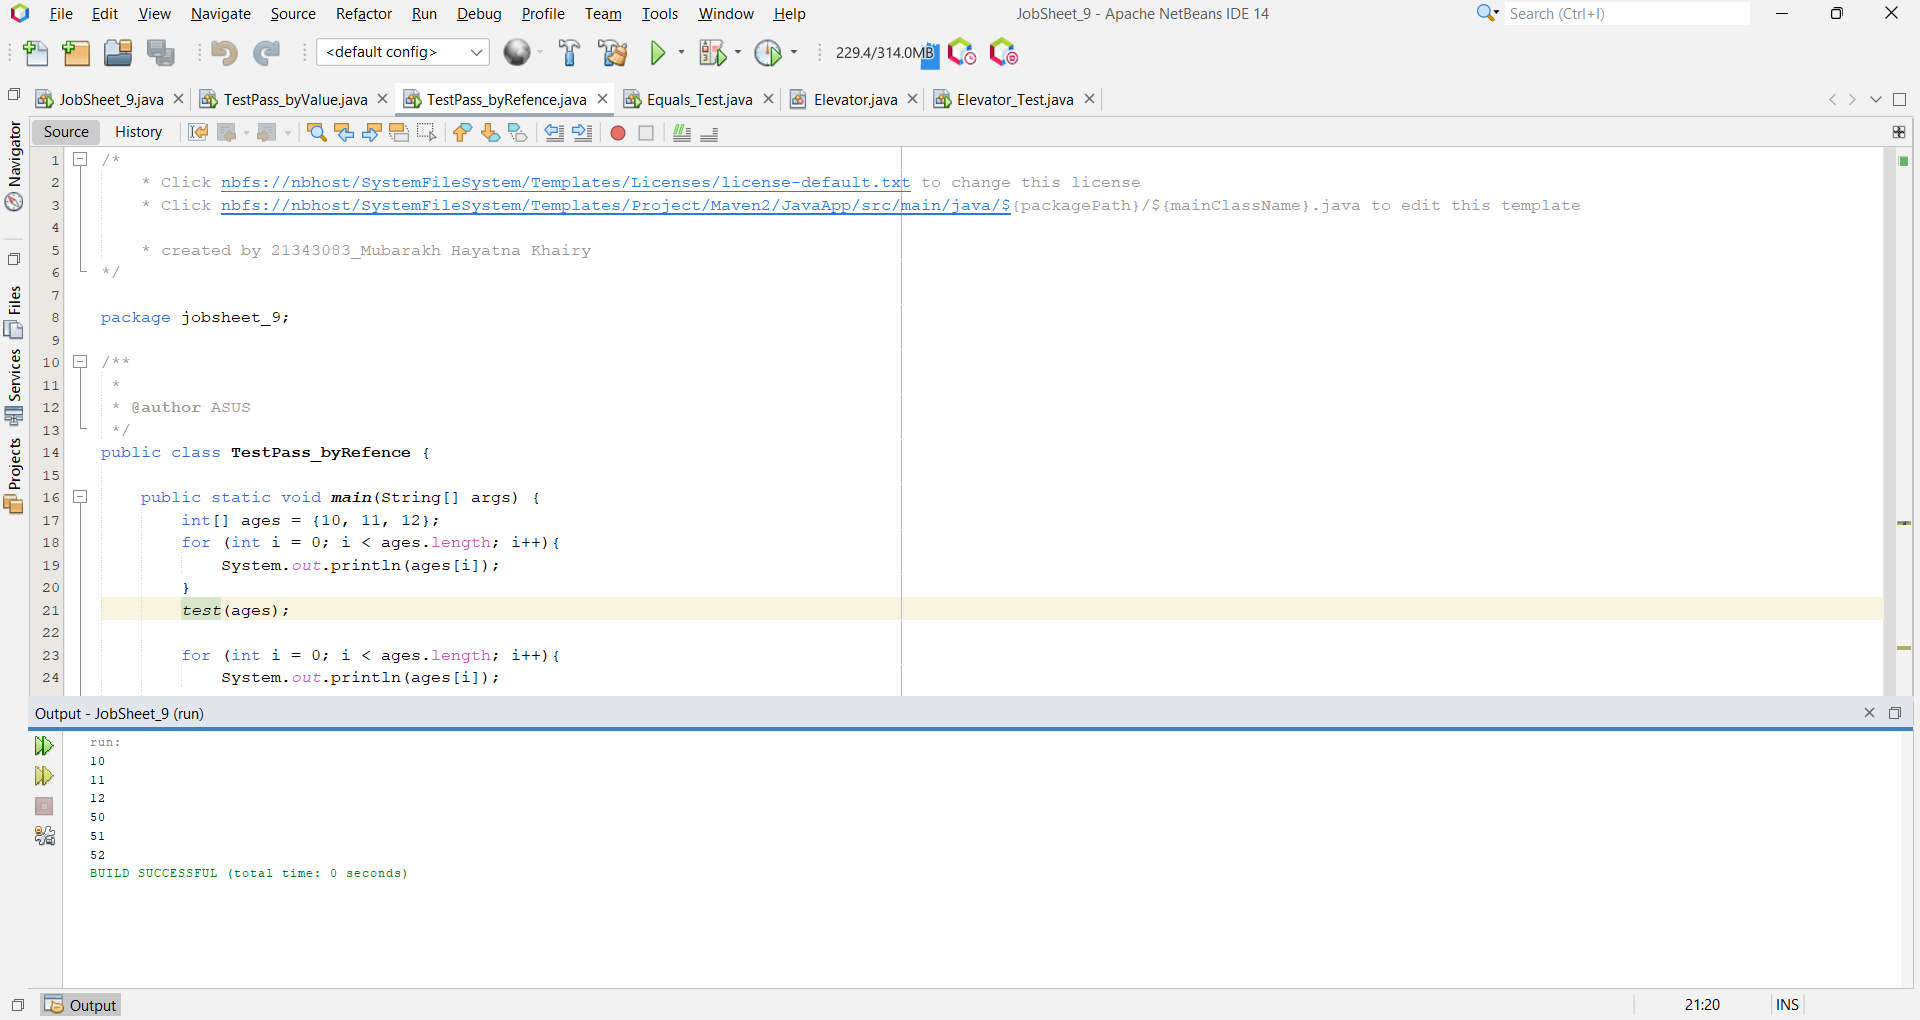 File Edit View Navigate Source Refactor Run Debug Profile Team Tools Window Help JobSheet_9 - Apache NetBeans IDE 14 Search (Ctrl+I)
<default config> 229.4/314.0MB
JobSheet_9.java TestPass_byValue.java TestPass_byRefence.java Equals_Test.java Elevator.java Elevator_Test.java
Source History
Navigator
Files
Services
Projects
1 /*
2 * Click nbfs://nbhost/SystemFileSystem/Templates/Licenses/license-default.txt to change this license
3 * Click nbfs://nbhost/SystemFileSystem/Templates/Project/Maven2/JavaApp/src/main/java/${packagePath}/${mainClassName}.java to edit this template
4
5 * created by 21343083_Mubarakh Hayatna Khairy
6 */
7
8 package jobsheet_9;
9
10 /**
11 *
12 * @author ASUS
13 */
14 public class TestPass_byRefence {
15
16 public static void main(String[] args) {
17 int[] ages = {10, 11, 12};
18 for (int i = 0; i < ages.length; i++){
19 System.out.println(ages[i]);
20 }
21 test(ages);
22
23 for (int i = 0; i < ages.length; i++){
24 System.out.println(ages[i]);
Output - JobSheet_9 (run)
run:
10
11
12
50
51
52
BUILD SUCCESSFUL (total time: 0 seconds)
Output 21:20 INS